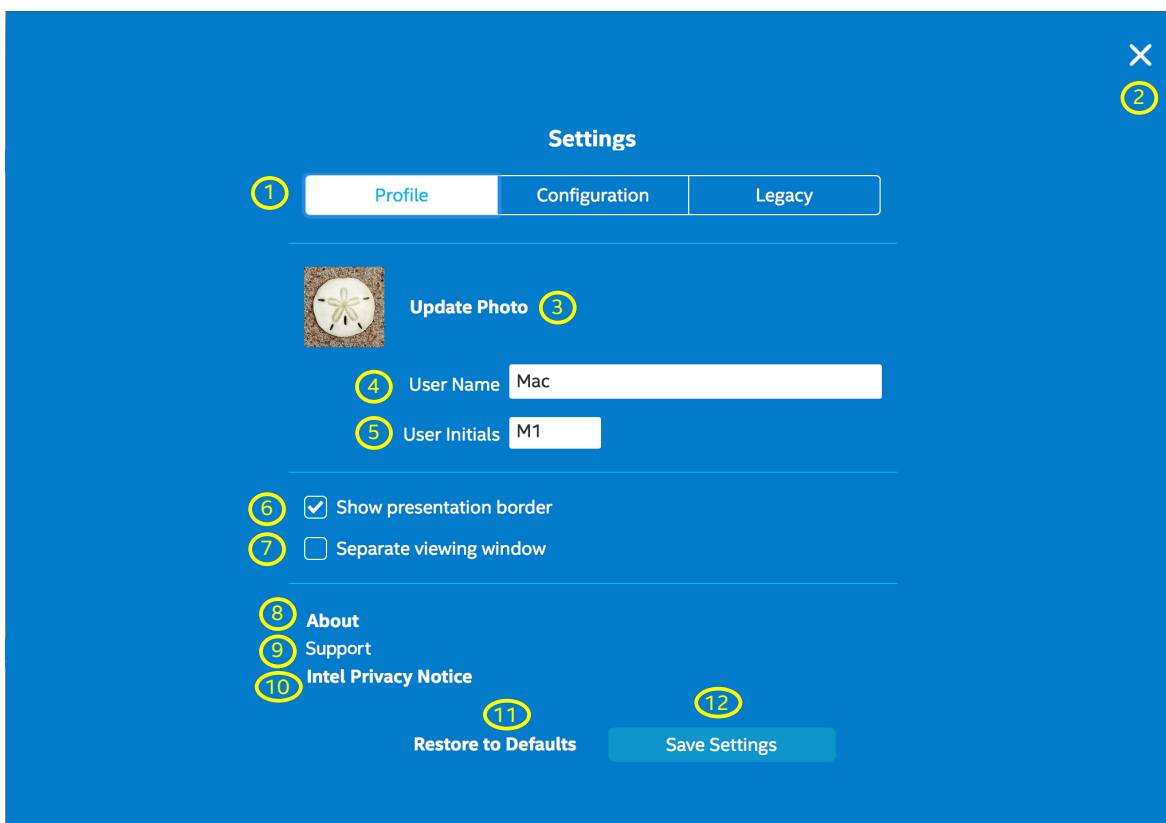 2
Settings
1 Profile Configuration Legacy
Update Photo 3
4 User Name Mac
5 User Initials M1
6 Show presentation border
7 Separate viewing window
8 About
9 Support
10 Intel Privacy Notice
11 12
Restore to Defaults Save Settings